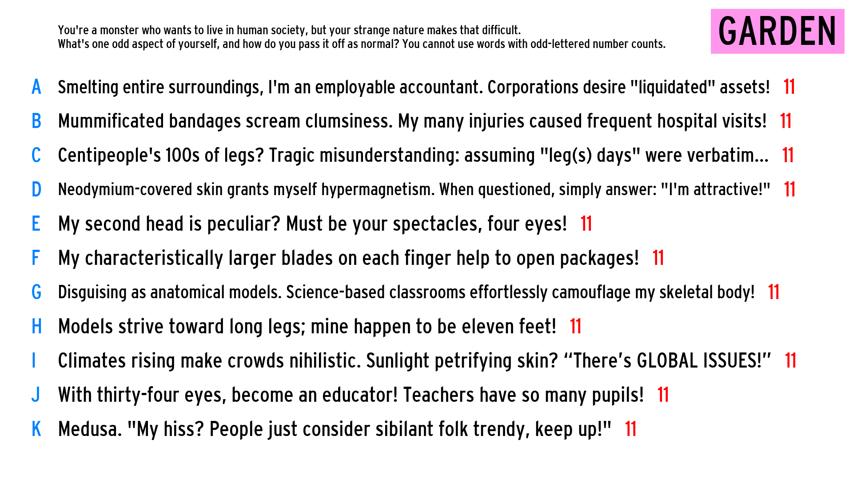 You're a monster who wants to live in human society, but your strange nature makes that difficult.
What's one odd aspect of yourself, and how do you pass it off as normal? You cannot use words with odd-lettered number counts.
GARDEN
A Smelting entire surroundings, I'm an employable accountant. Corporations desire "liquidated" assets! 11
B Mummificated bandages scream clumsiness. My many injuries caused frequent hospital visits! 11
C Centipeople's 100s of legs? Tragic misunderstanding: assuming "leg(s) days" were verbatim... 11
D Neodymium-covered skin grants myself hypermagnetism. When questioned, simply answer: "I'm attractive!" 11
E My second head is peculiar? Must be your spectacles, four eyes! 11
F My characteristically larger blades on each finger help to open packages! 11
G Disguising as anatomical models. Science-based classrooms effortlessly camouflage my skeletal body! 11
H Models strive toward long legs; mine happen to be eleven feet! 11
I Climates rising make crowds nihilistic. Sunlight petrifying skin? “There’s GLOBAL ISSUES!” 11
J With thirty-four eyes, become an educator! Teachers have so many pupils! 11
K Medusa. "My hiss? People just consider sibilant folk trendy, keep up!" 11